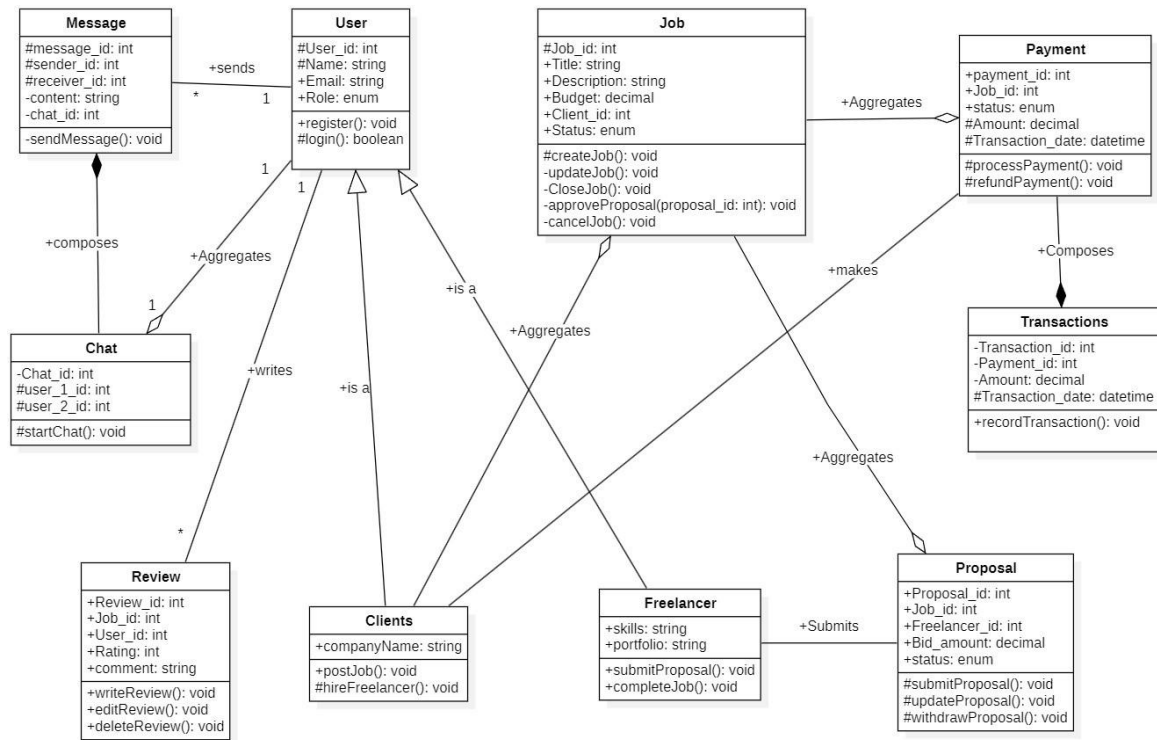 Message
#message_id: int
#sender_id: int
#receiver_id: int
-content: string
-chat_id: int
-sendMessage(): void
+sends
*
1
User
#User_id: int
#Name: string
+Email: string
+Role: enum
+register(): void
#login(): boolean
Job
#Job_id: int
+Title: string
+Description: string
+Budget: decimal
+Client_id: int
+Status: enum
#createJob(): void
-updateJob(): void
-CloseJob(): void
-approveProposal(proposal_id: int): void
-cancelJob(): void
+Aggregates
Payment
+payment_id: int
+Job_id: int
+status: enum
#Amount: decimal
#Transaction_date: datetime
#processPayment(): void
#refundPayment(): void
1
1
+composes
+Aggregates
1
+is a
+makes
+Composes
+Aggregates
Chat
-Chat_id: int
#user_1_id: int
#user_2_id: int
#startChat(): void
+writes
+is a
Transactions
-Transaction_id: int
-Payment_id: int
-Amount: decimal
#Transaction_date: datetime
+recordTransaction(): void
+Aggregates
*
Review
+Review_id: int
+Job_id: int
+User_id: int
+Rating: int
+comment: string
+writeReview(): void
+editReview(): void
+deleteReview(): void
Clients
+companyName: string
+postJob(): void
#hireFreelancer(): void
Freelancer
+skills: string
+portfolio: string
+submitProposal(): void
+completeJob(): void
+Submits
Proposal
+Proposal_id: int
+Job_id: int
+Freelancer_id: int
+Bid_amount: decimal
+status: enum
#submitProposal(): void
#updateProposal(): void
#withdrawProposal(): void